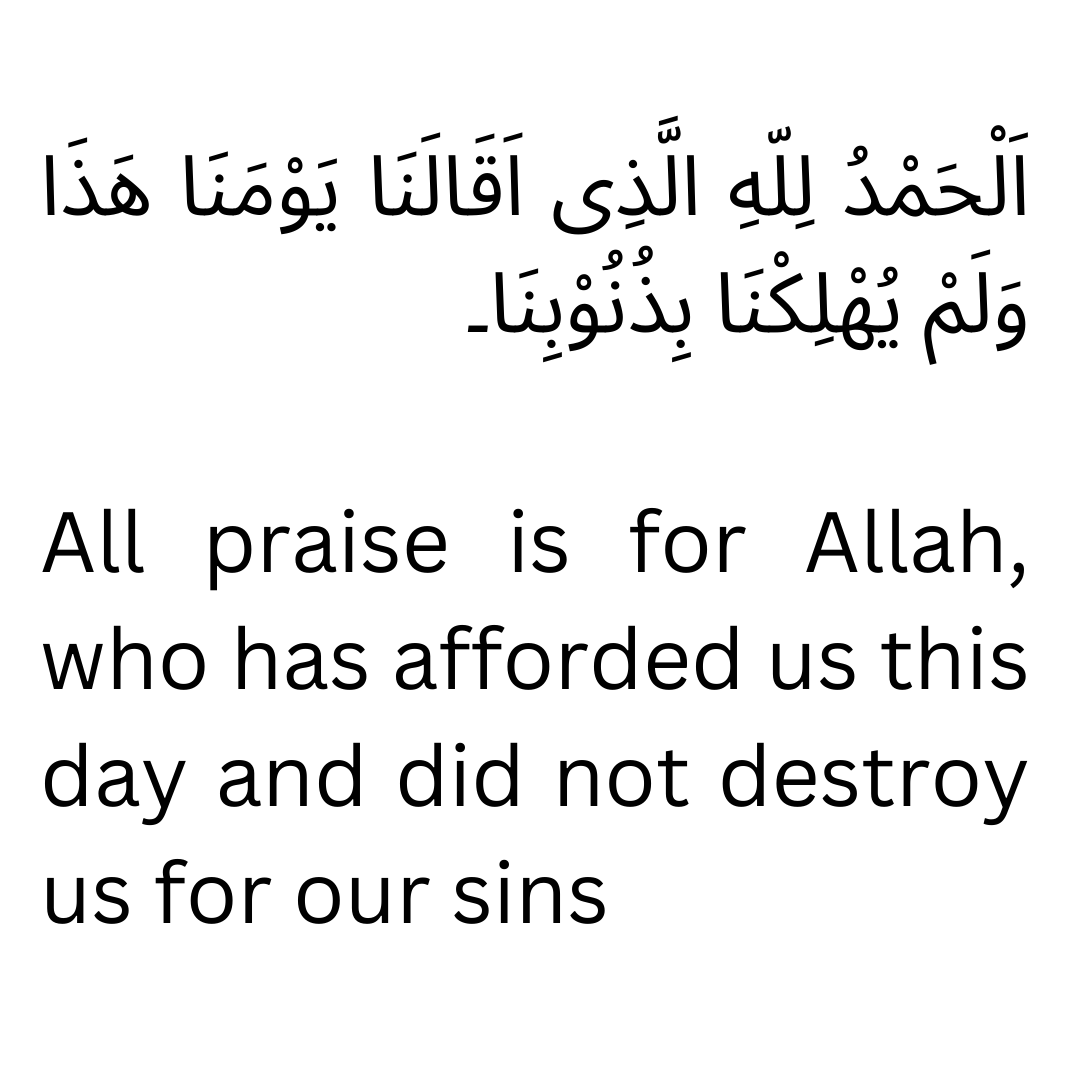 اَلْحَمْدُ لِلّٰهِ الَّذِى اَقَالَنَا يَوْمَنَا هَذَا
وَلَمْ يُهْلِكْنَا بِذُنُوْبِنَا۔
All praise is for Allah,
who has afforded us this
day and did not destroy
us for our sins